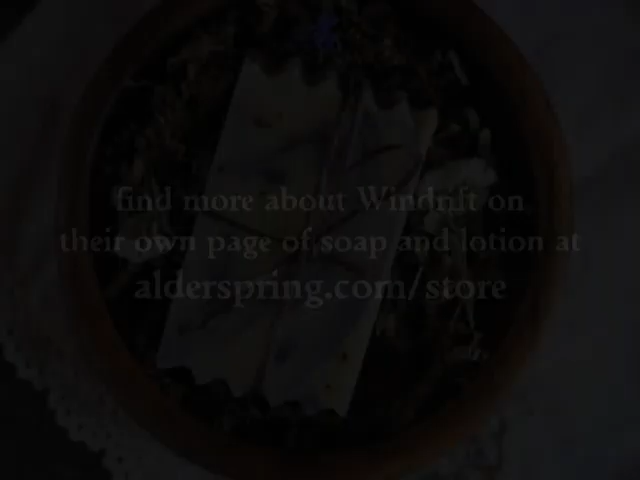 find more about Windrift on
their own page of soap and lotion at
alderspring.com/store